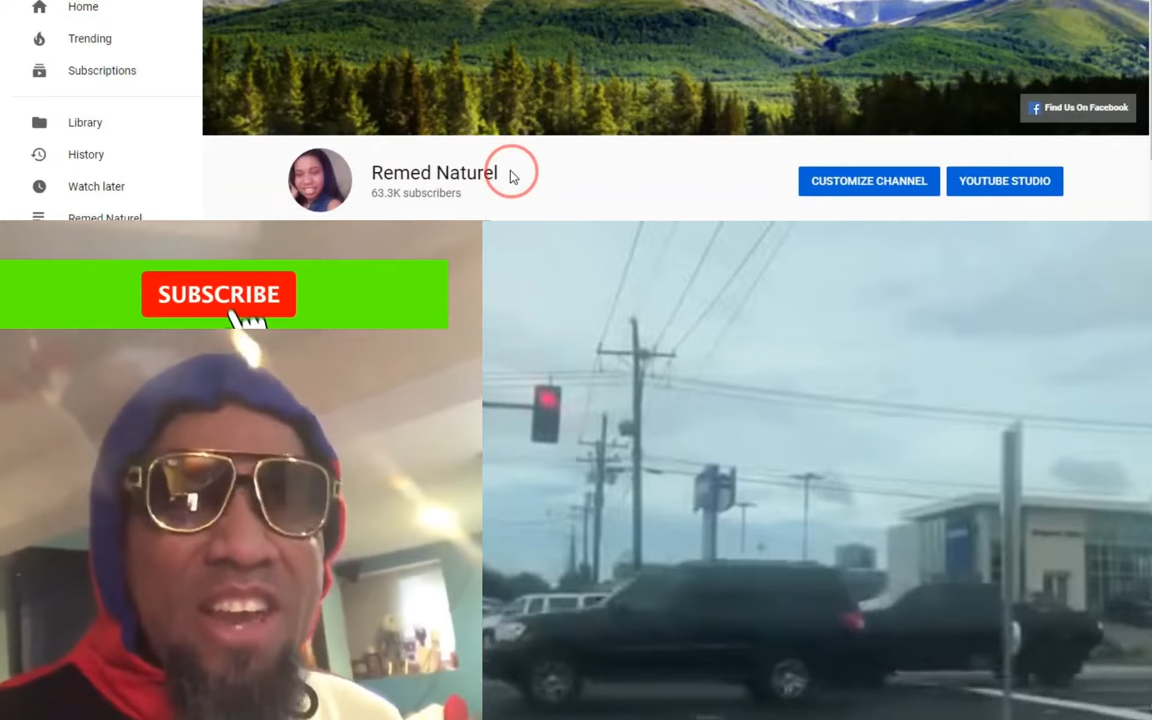 Home
Trending
Subscriptions
Library
History
Watch later
Remed Naturel
Find Us On Facebook
Remed Naturel
63.3K subscribers
CUSTOMIZE CHANNEL
YOUTUBE STUDIO
SUBSCRIBE